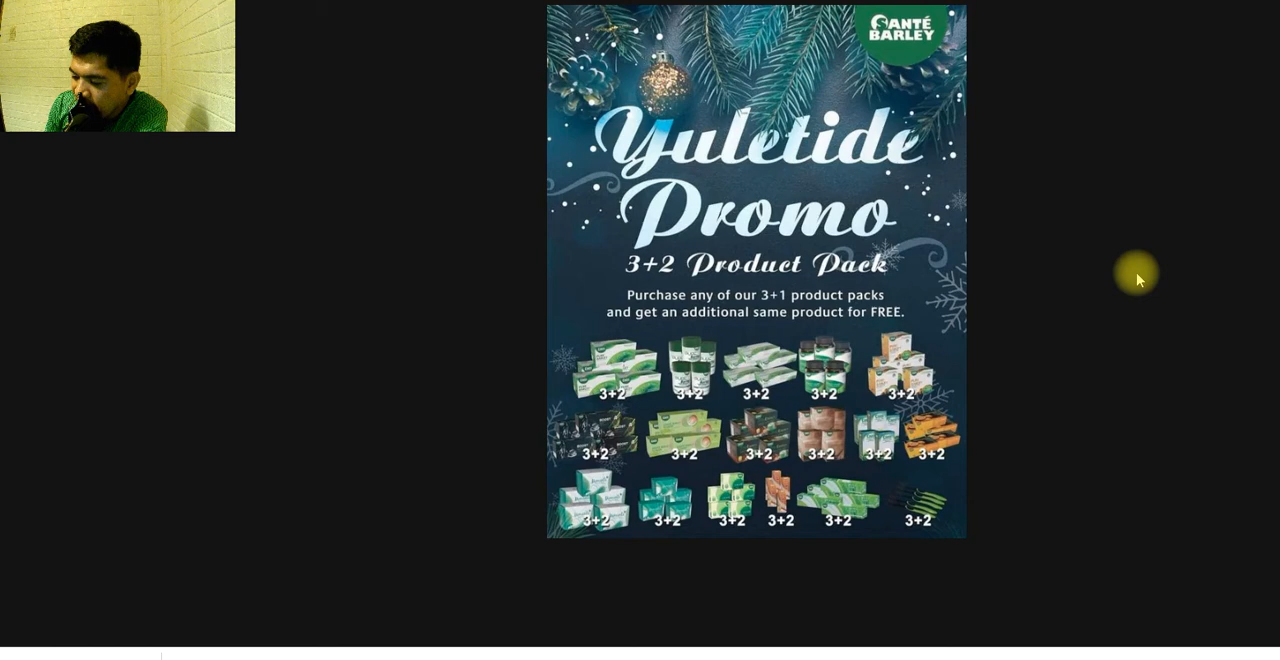 SANTÉ
BARLEY
Yuletide
Promo
3+2 Product Pack
Purchase any of our 3+1 product packs
and get an additional same product for FREE.
3+2 3+2 3+2 3+2 3+2
3+2 3+2 3+2 3+2 3+2 3+2
3+2 3+2 3+2 3+2 3+2 3+2